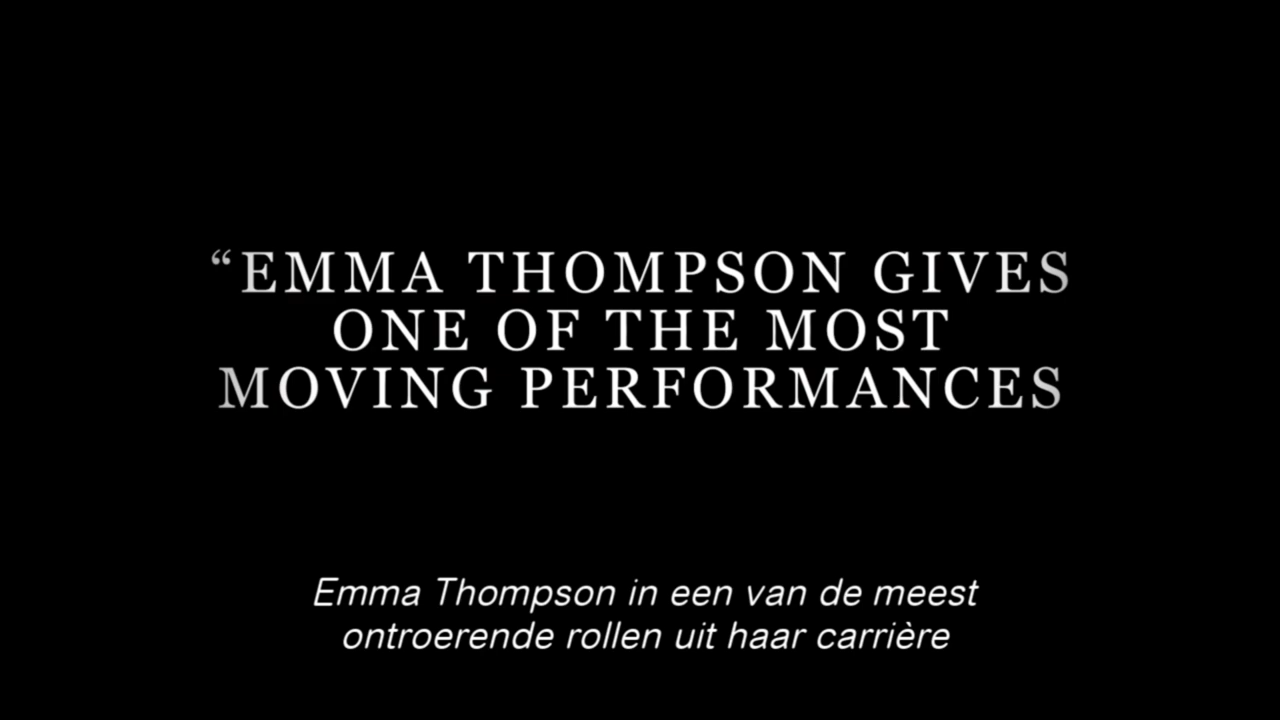 “EMMA THOMPSON GIVES
ONE OF THE MOST
MOVING PERFORMANCES
Emma Thompson in een van de meest
ontroerende rollen uit haar carrière